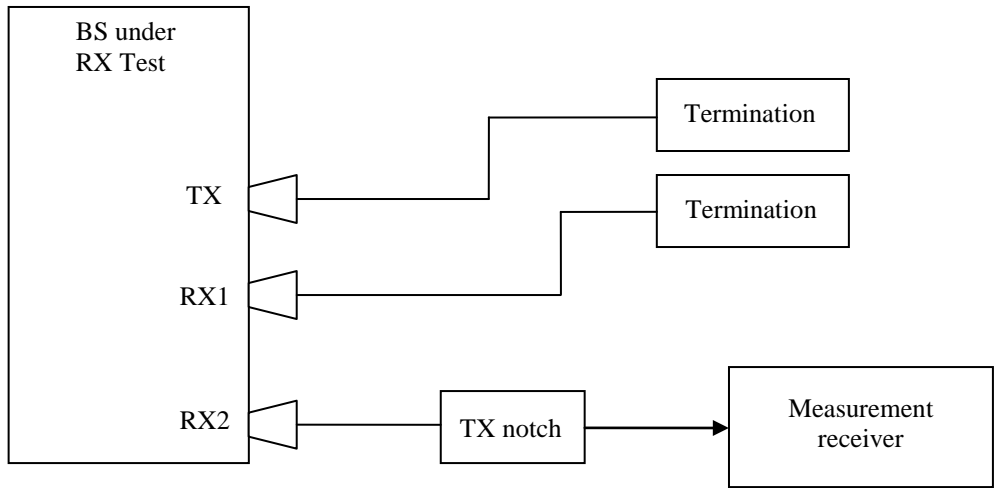 BS under
RX Test
Termination
TX
Termination
RX1
RX2
TX notch
Measurement
receiver